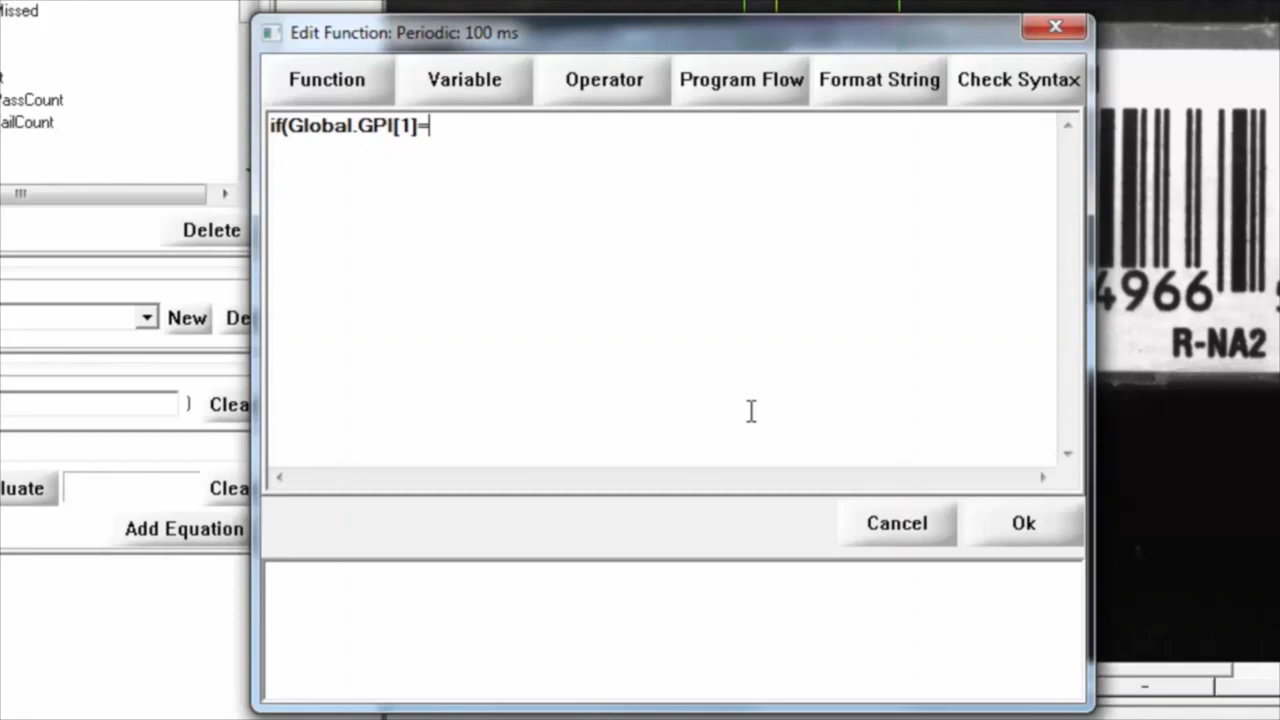 issed
Edit Function: Periodic: 100 ms
Function Variable Operator Program Flow Format String Check Syntax
PassCount
ailCount
if(Global.GPI[1]=
Delete
New De
) Clea
luate Clea
Add Equation
4966
R-NA2
Cancel Ok